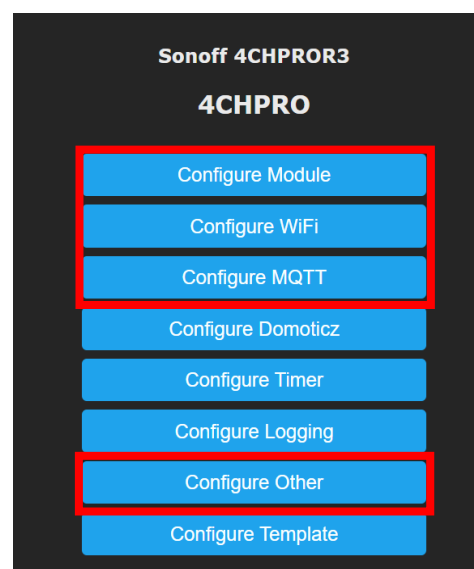 Sonoff 4CHPROR3
4CHPRO
Configure Module
Configure WiFi
Configure MQTT
Configure Domoticz
Configure Timer
Configure Logging
Configure Other
Configure Template